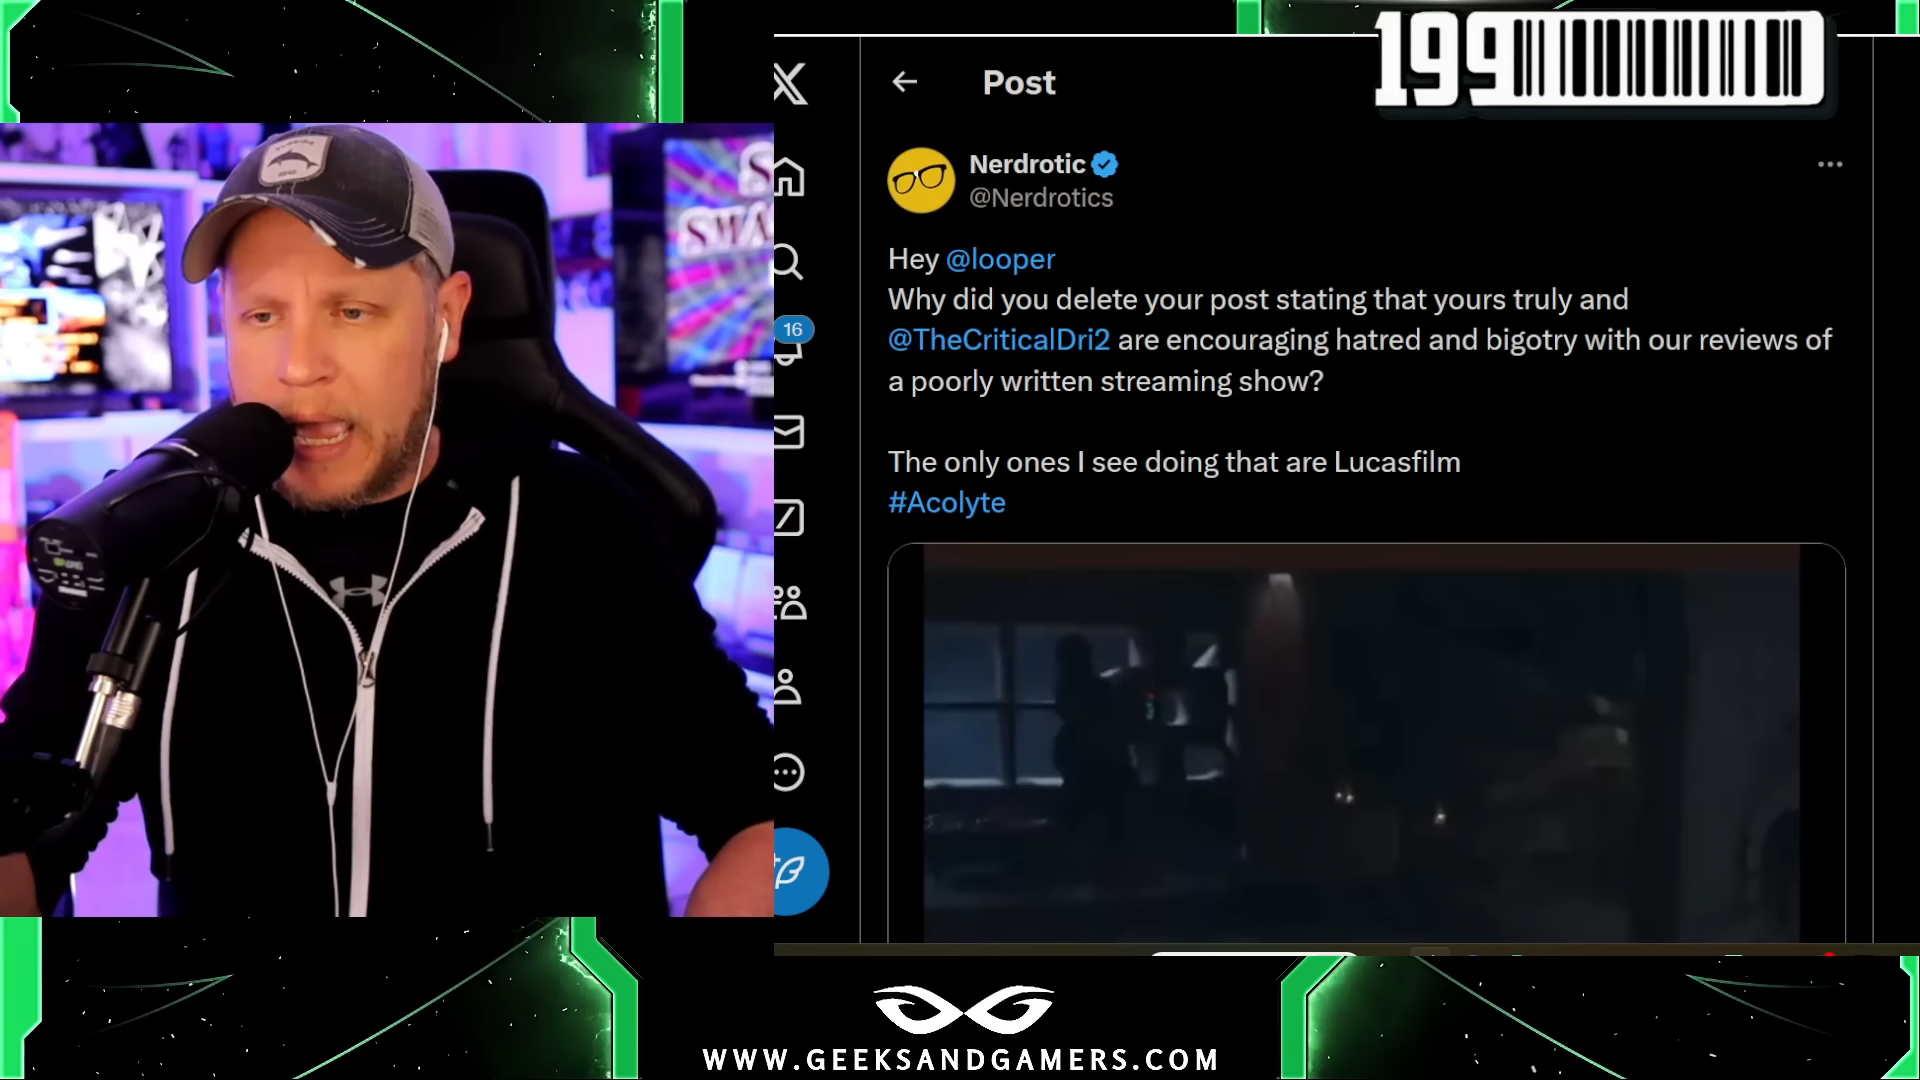 199
Post
Nerdrotic
@Nerdrotics
Hey @looper
Why did you delete your post stating that yours truly and
@TheCriticalDri2 are encouraging hatred and bigotry with our reviews of
a poorly written streaming show?
The only ones I see doing that are Lucasfilm
#Acolyte
16
WWW.GEEKSANDGAMERS.COM